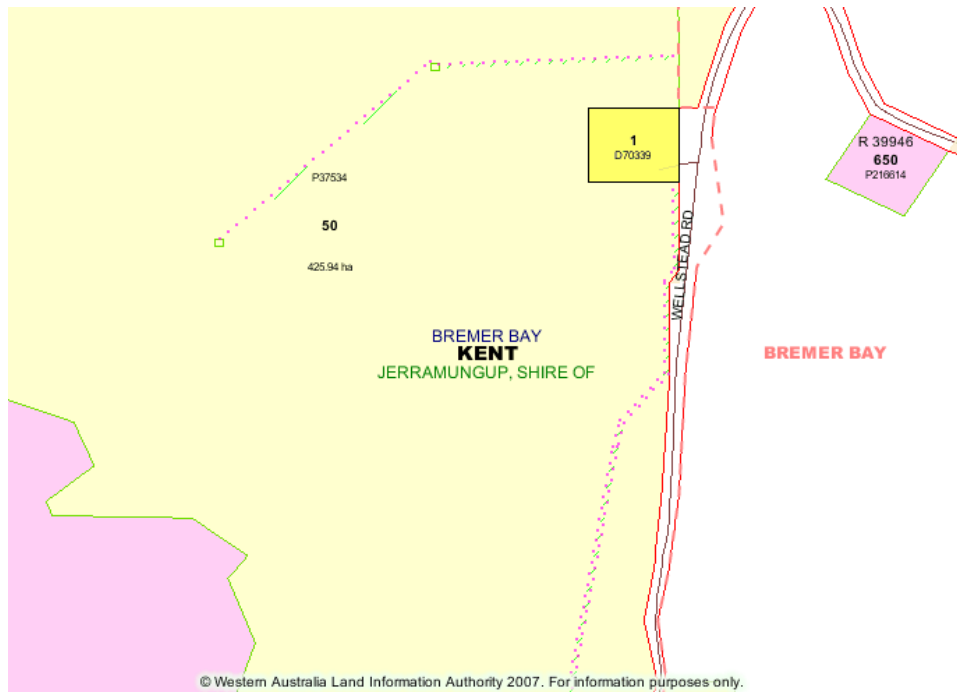 1
D70339
R 39946
650
P216614
P37534
50
425.94 ha
WELLSTEAD RD
BREMER BAY
KENT
JERRAMUNGUP, SHIRE OF
BREMER BAY
© Western Australia Land Information Authority 2007. For information purposes only.